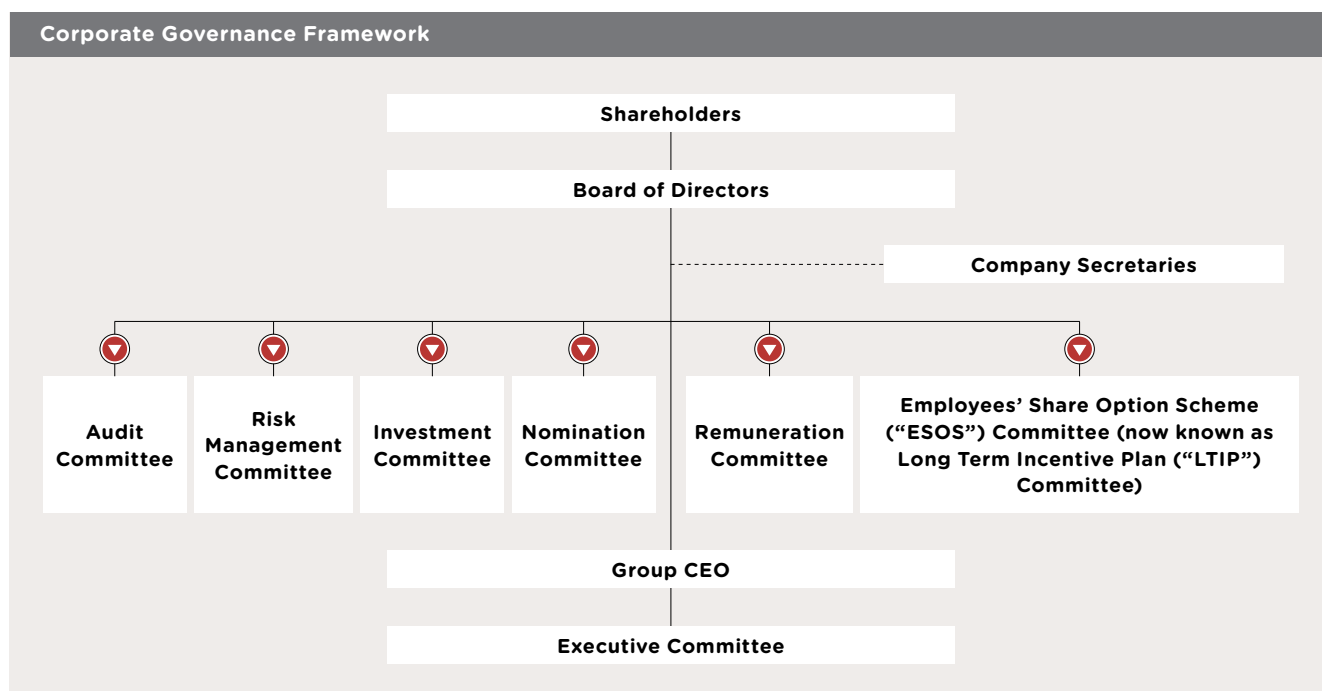 Corporate Governance Framework
Shareholders
Board of Directors
Company Secretaries
Audit
Committee
Risk
Management
Committee
Investment
Committee
Nomination
Committee
Remuneration
Committee
Employees’ Share Option Scheme
(“ESOS”) Committee (now known as
Long Term Incentive Plan (“LTIP”)
Committee)
Group CEO
Executive Committee